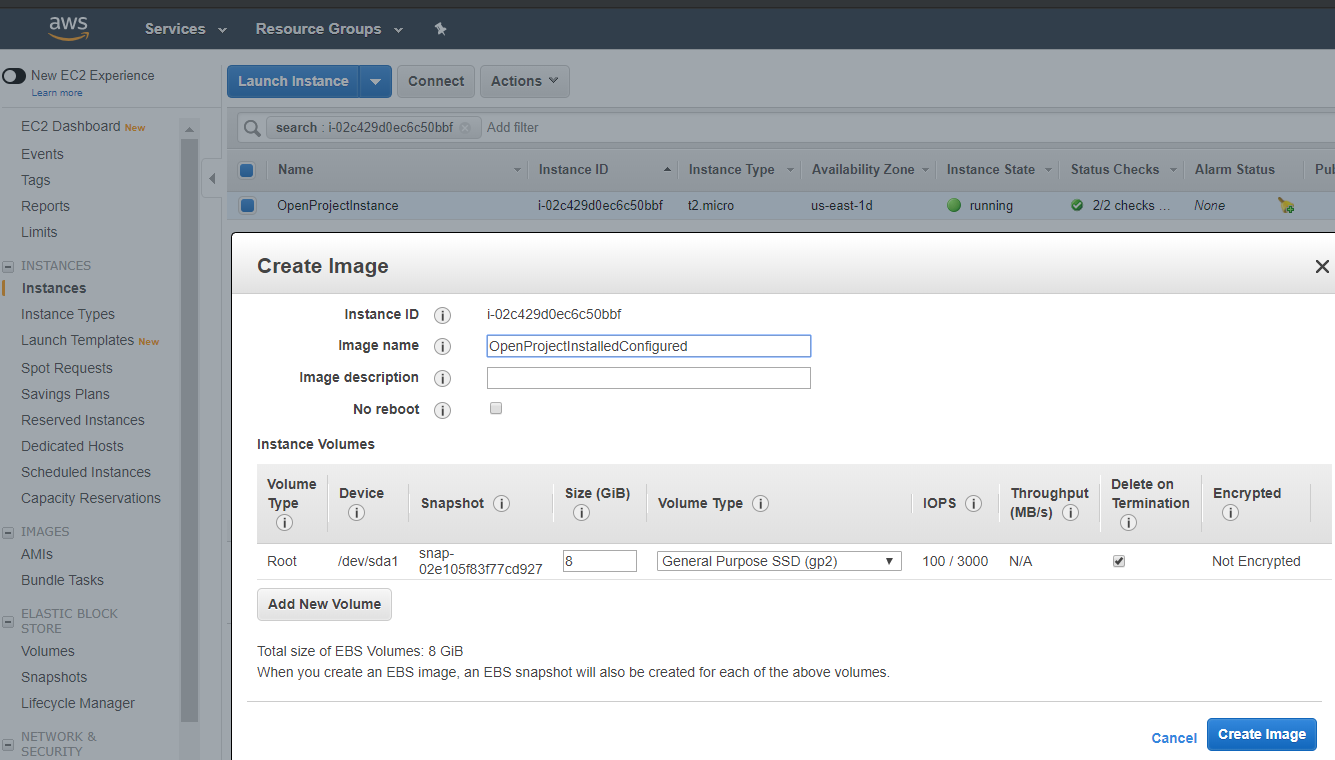 aws Services Resource Groups
New EC2 Experience
Learn more
Launch Instance Connect Actions
search : i-02c429d0ec6c50bbf Add filter
Name Instance ID Instance Type Availability Zone Instance State Status Checks Alarm Status Pu
OpenProjectInstance i-02c429d0ec6c50bbf t2.micro us-east-1d running 2/2 checks ... None
EC2 Dashboard New
Events
Tags
Reports
Limits
INSTANCES
Instances
Instance Types
Launch Templates New
Spot Requests
Savings Plans
Reserved Instances
Dedicated Hosts
Scheduled Instances
Capacity Reservations
IMAGES
AMIs
Bundle Tasks
ELASTIC BLOCK
STORE
Volumes
Snapshots
Lifecycle Manager
NETWORK &
SECURITY
Create Image
Instance ID i-02c429d0ec6c50bbf
Image name OpenProjectInstalledConfigured
Image description
No reboot
Instance Volumes
Volume
Type
Device
Snapshot
Size (GiB)
Volume Type
IOPS
Throughput
(MB/s)
Delete on
Termination
Encrypted
Root /dev/sda1
snap-
02e105f83f77cd927
8 General Purpose SSD (gp2) 100 / 3000 N/A Not Encrypted
Add New Volume
Total size of EBS Volumes: 8 GiB
When you create an EBS image, an EBS snapshot will also be created for each of the above volumes.
Cancel Create Image